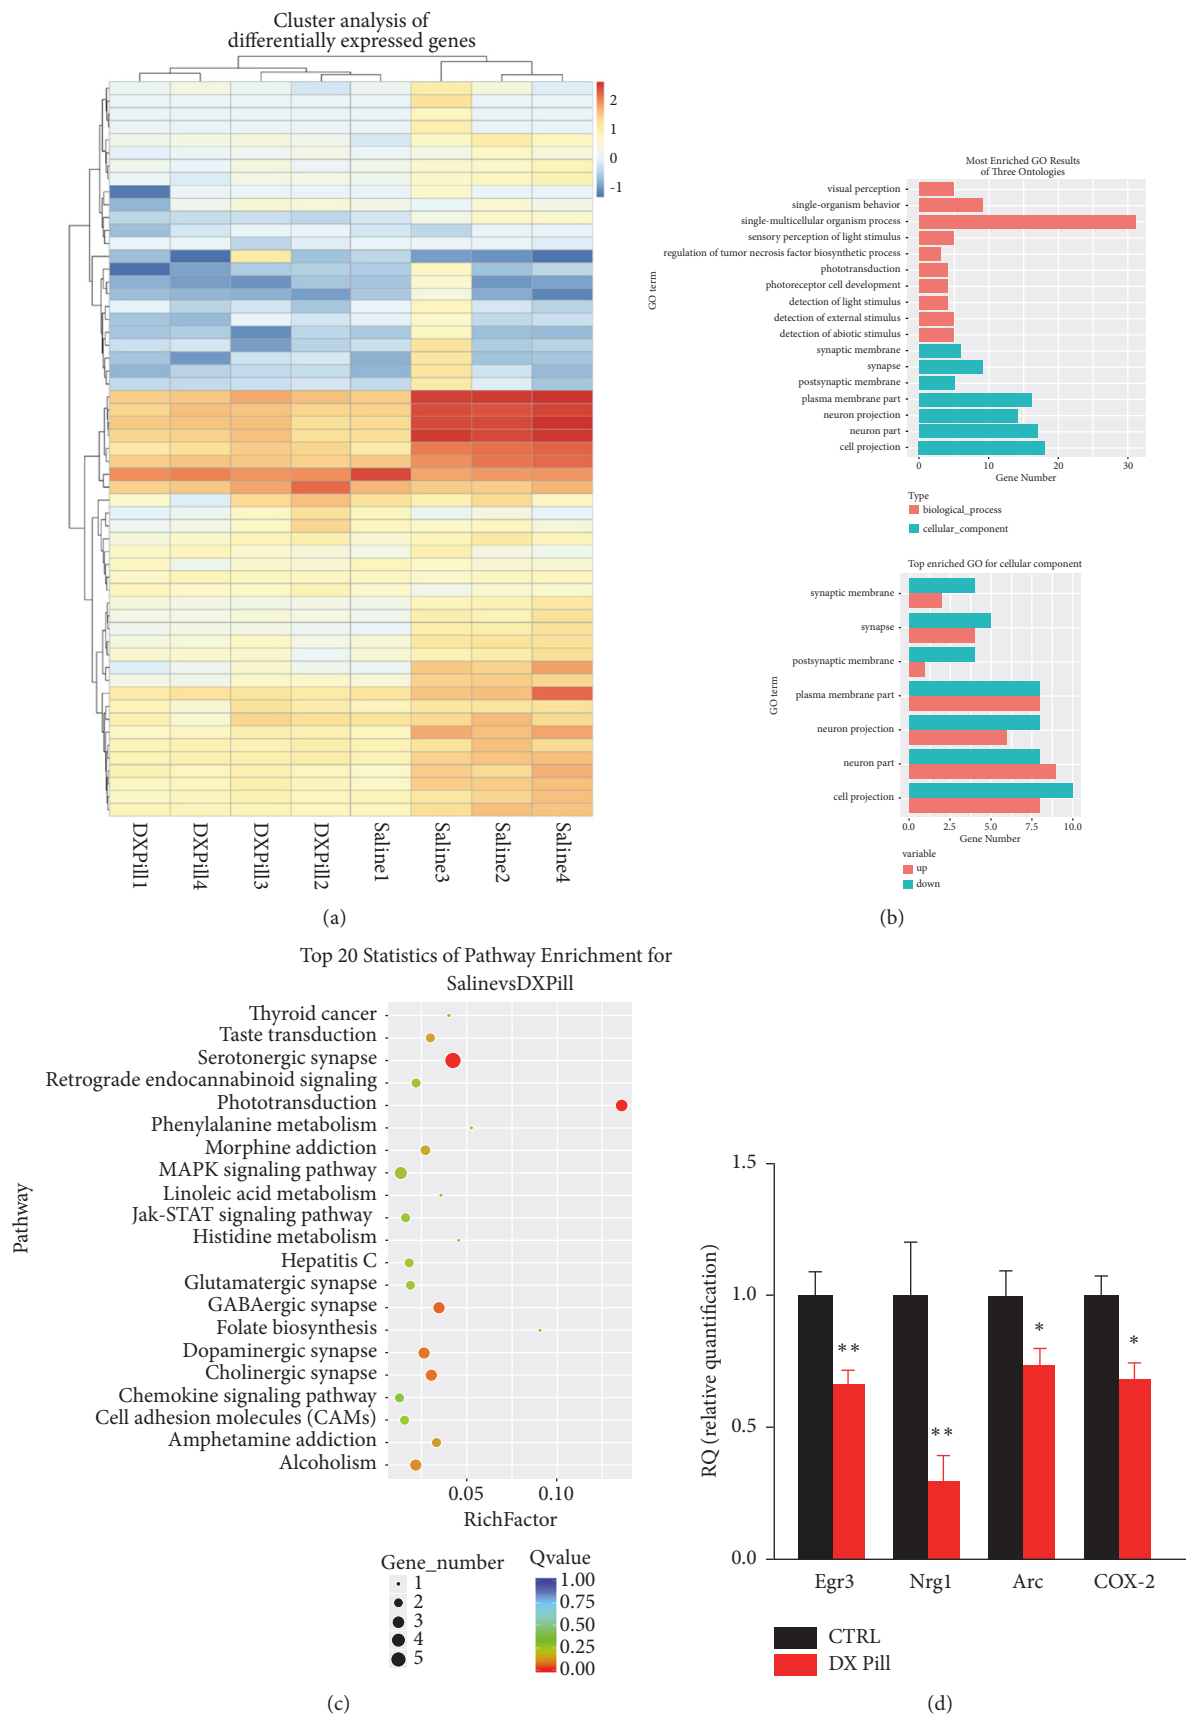 Cluster analysis of
differentially expressed genes
2
1
0
-1
DXPill1
DXPill4
DXPill3
DXPill2
Saline1
Saline3
Saline2
Saline4
(a)
Most Enriched GO Results
of Three Ontologies
GO term
visual perception
single-organism behavior
single-multicellular organism process
sensory perception of light stimulus
regulation of tumor necrosis factor biosynthetic process
phototransduction
photoreceptor cell development
detection of light stimulus
detection of external stimulus
detection of abiotic stimulus
synaptic membrane
synapse
postsynaptic membrane
plasma membrane part
neuron projection
neuron part
cell projection
0 10 20 30
Gene Number
Type
biological_process
cellular_component
Top enriched GO for cellular component
GO term
synaptic membrane
synapse
postsynaptic membrane
plasma membrane part
neuron projection
neuron part
cell projection
0.0 2.5 5.0 7.5 10.0
Gene Number
variable
up
down
(b)
Top 20 Statistics of Pathway Enrichment for
SalinevsDXPill
Pathway
Thyroid cancer
Taste transduction
Serotonergic synapse
Retrograde endocannabinoid signaling
Phototransduction
Phenylalanine metabolism
Morphine addiction
MAPK signaling pathway
Linoleic acid metabolism
Jak-STAT signaling pathway
Histidine metabolism
Hepatitis C
Glutamatergic synapse
GABAergic synapse
Folate biosynthesis
Dopaminergic synapse
Cholinergic synapse
Chemokine signaling pathway
Cell adhesion molecules (CAMs)
Amphetamine addiction
Alcoholism
0.05 0.10
RichFactor
Gene_number
1
2
3
4
5
Qvalue
1.00
0.75
0.50
0.25
0.00
(c)
RQ (relative quantification)
1.5
1.0
0.5
0.0
**
**
*
*
Egr3 Nrg1 Arc COX-2
CTRL
DX Pill
(d)